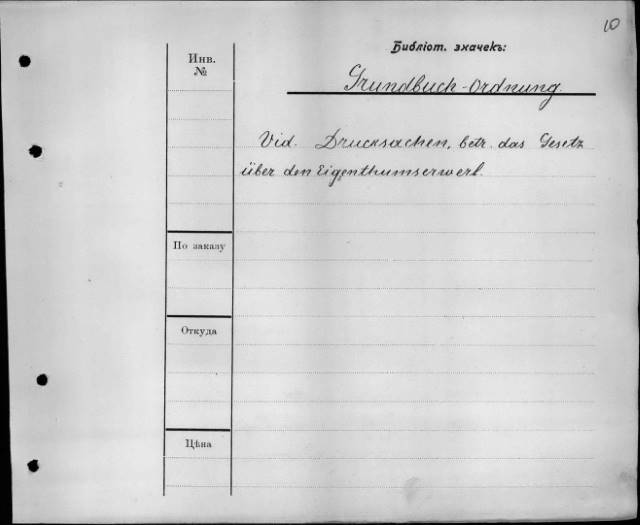 10
Библіот. значекъ:
Инв.
№
Grundbuch-Ordnung.
Vid. Drucksachen, betr. das Gesetz
über den Eigenthumserwerb.
По заказу
Откуда
Цѣна